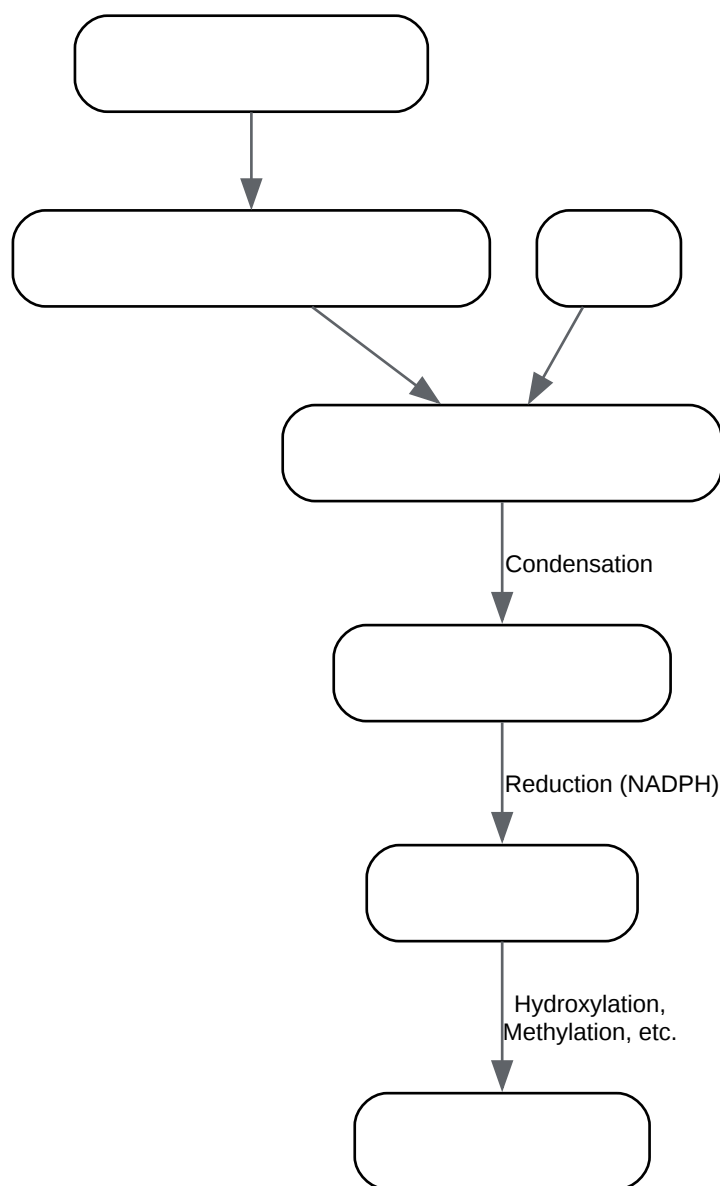 Condensation
Reduction (NADPH)
Hydroxylation,
Methylation, etc.